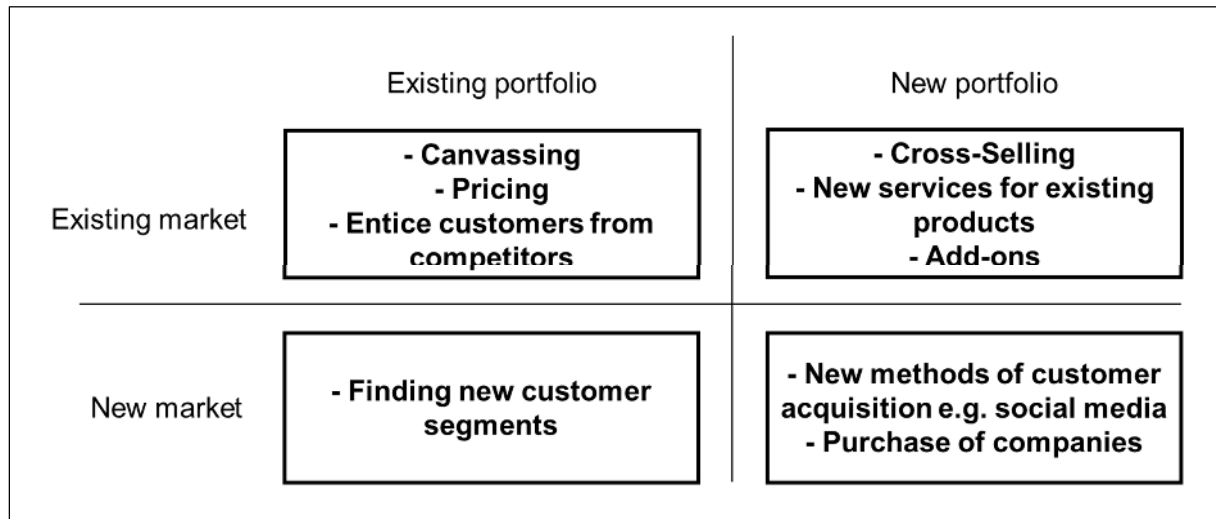 Existing portfolio
New portfolio
Existing market
- Canvassing
- Pricing
- Entice customers from
competitors
- Cross-Selling
- New services for existing
products
- Add-ons
New market
- Finding new customer
segments
- New methods of customer
acquisition e.g. social media
- Purchase of companies